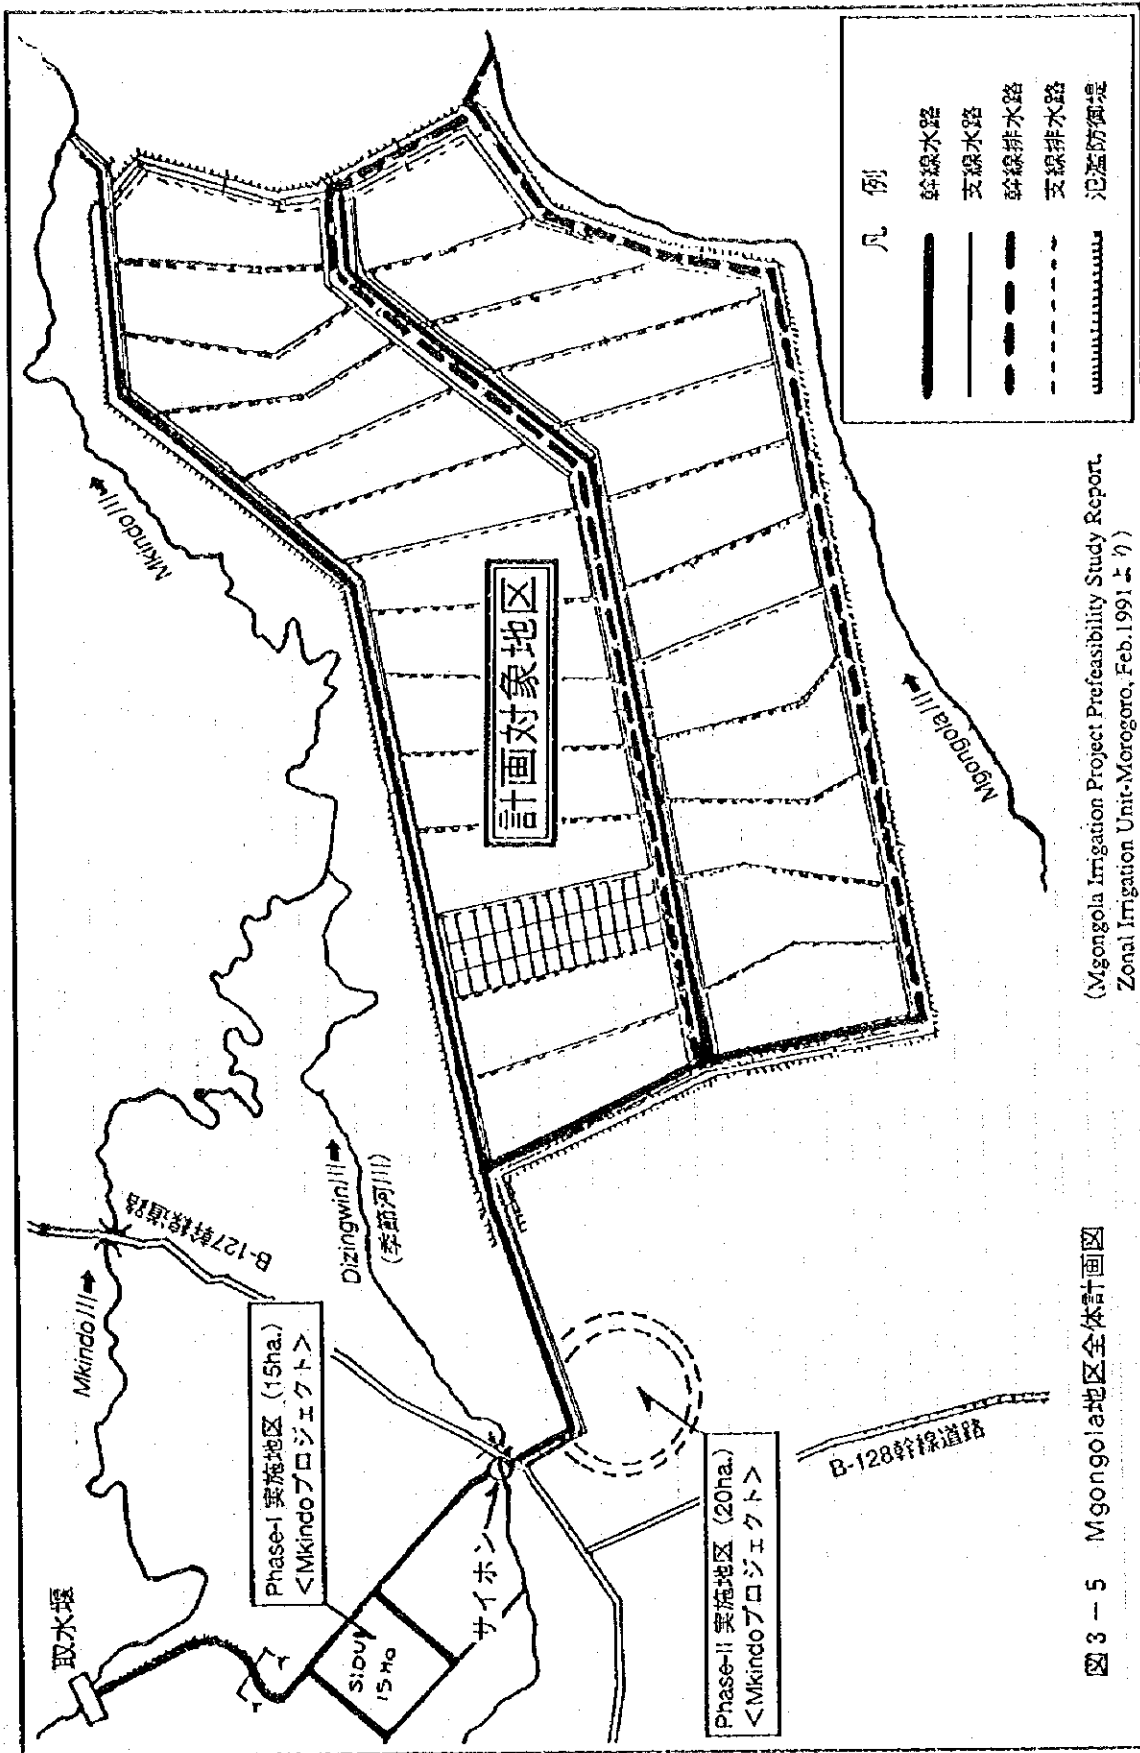 取水堰
Mkindo川
B-127幹線道路
Phase-I 実施地区 (15ha.)
<Mkindoプロジェクト>
Dizingwin川
(季節河川)
Mkindo川
15 Ha
サイホン
計画対象地区
Phase-II 実施地区 (20ha.)
<Mkindoプロジェクト>
B-128幹線道路
Mgongola川
凡 例
幹線水路
支線水路
幹線排水路
支線排水路
氾濫防御堤
図3-5 Mgongola地区全体計画図
(Mgongola Irrigation Project Prefeasibility Study Report.
Zonal Irrigation Unit-Morogoro, Feb.1991より)